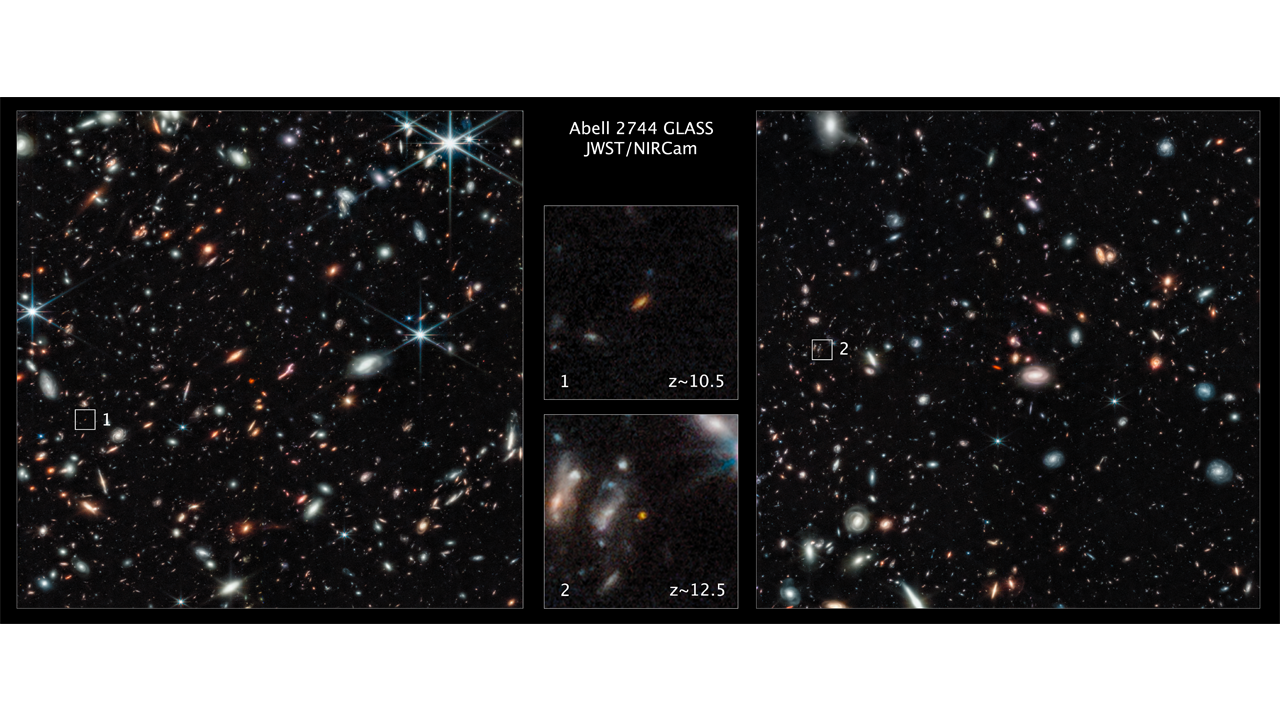 Abell 2744 GLASS
JWST/NIRCam
1
1
z~10.5
2
2
z~12.5